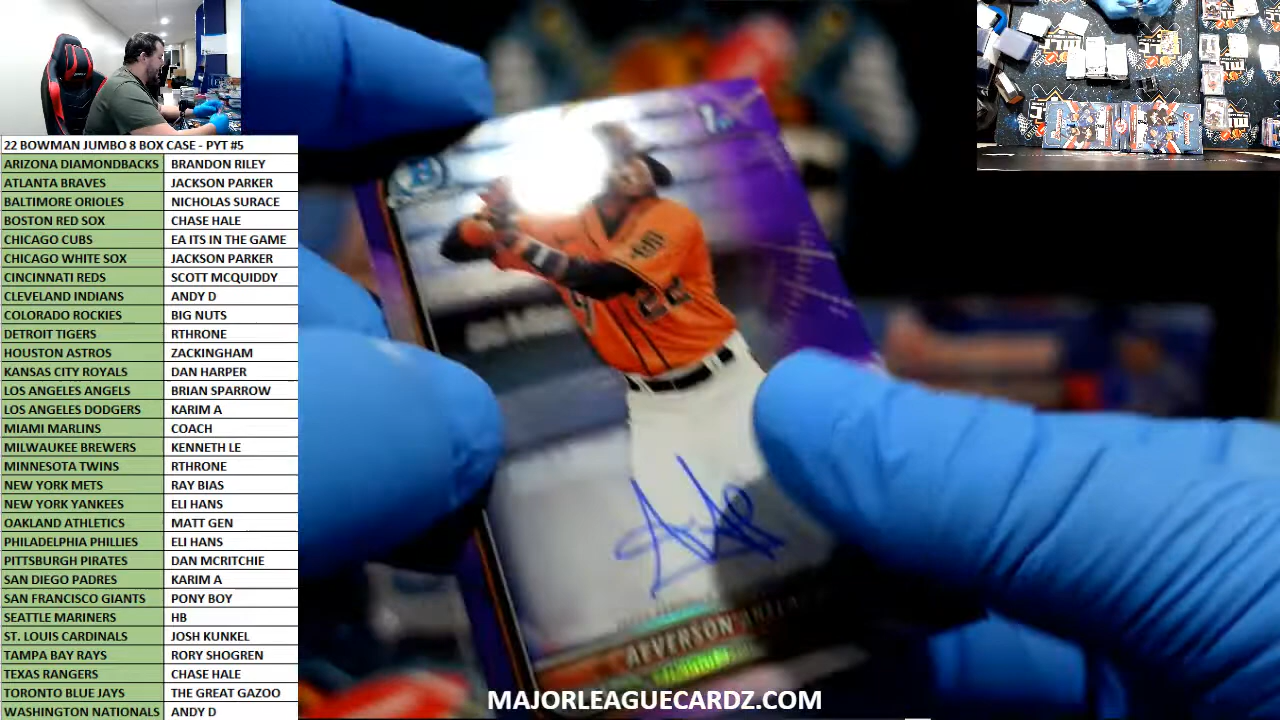 22 BOWMAN JUMBO 8 BOX CASE - PYT #5
ARIZONA DIAMONDBACKS BRANDON RILEY
ATLANTA BRAVES JACKSON PARKER
BALTIMORE ORIOLES NICHOLAS SURACE
BOSTON RED SOX CHASE HALE
CHICAGO CUBS EA ITS IN THE GAME
CHICAGO WHITE SOX JACKSON PARKER
CINCINNATI REDS SCOTT MCQUIDDY
CLEVELAND INDIANS ANDY D
COLORADO ROCKIES BIG NUTS
DETROIT TIGERS RTHRONE
HOUSTON ASTROS ZACKINGHAM
KANSAS CITY ROYALS DAN HARPER
LOS ANGELES ANGELS BRIAN SPARROW
LOS ANGELES DODGERS KARIM A
MIAMI MARLINS COACH
MILWAUKEE BREWERS KENNETH LE
MINNESOTA TWINS RTHRONE
NEW YORK METS RAY BIAS
NEW YORK YANKEES ELI HANS
OAKLAND ATHLETICS MATT GEN
PHILADELPHIA PHILLIES ELI HANS
PITTSBURGH PIRATES DAN MCRITCHIE
SAN DIEGO PADRES KARIM A
SAN FRANCISCO GIANTS PONY BOY
SEATTLE MARINERS HB
ST. LOUIS CARDINALS JOSH KUNKEL
TAMPA BAY RAYS RORY SHOGREN
TEXAS RANGERS CHASE HALE
TORONTO BLUE JAYS THE GREAT GAZOO
WASHINGTON NATIONALS ANDY D
B
22
AEVERSON
MAJORLEAGUECARDZ.COM